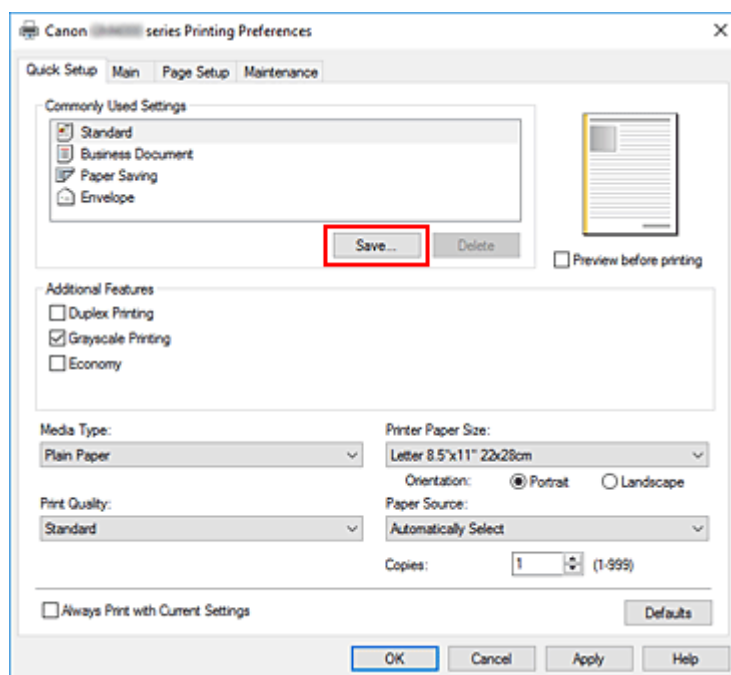 Canon series Printing Preferences
Quick Setup Main Page Setup Maintenance
Commonly Used Settings
Standard
Business Document
Paper Saving
Envelope
Save... Delete
Preview before printing
Additional Features
Duplex Printing
Grayscale Printing
Economy
Media Type: Printer Paper Size:
Plain Paper Letter 8.5"x11" 22x28cm
Orientation: Portrait Landscape
Print Quality: Paper Source:
Standard Automatically Select
Copies: 1 (1-999)
Always Print with Current Settings Defaults
OK Cancel Apply Help